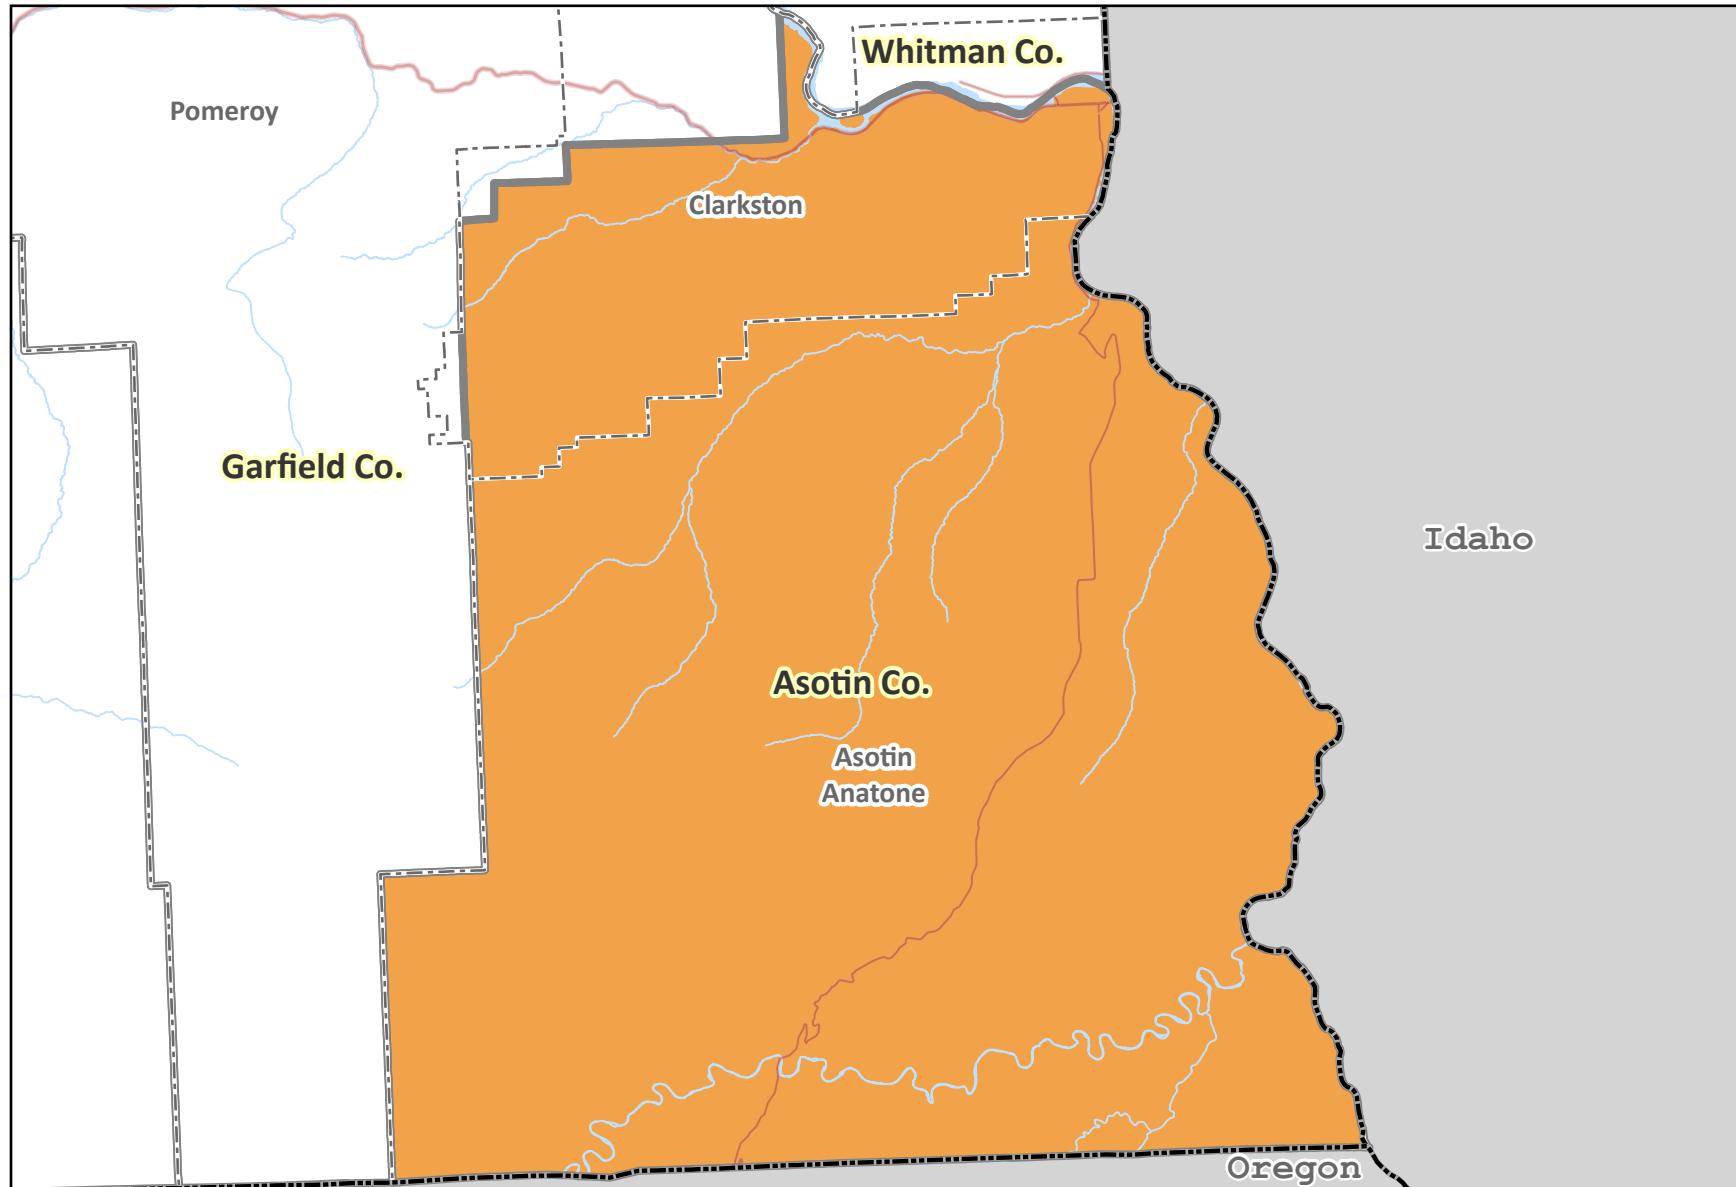 Whitman Co.
Pomeroy
Clarkston
Garfield Co.
Idaho
Asotin Co.
Asotin
Anatone
Oregon